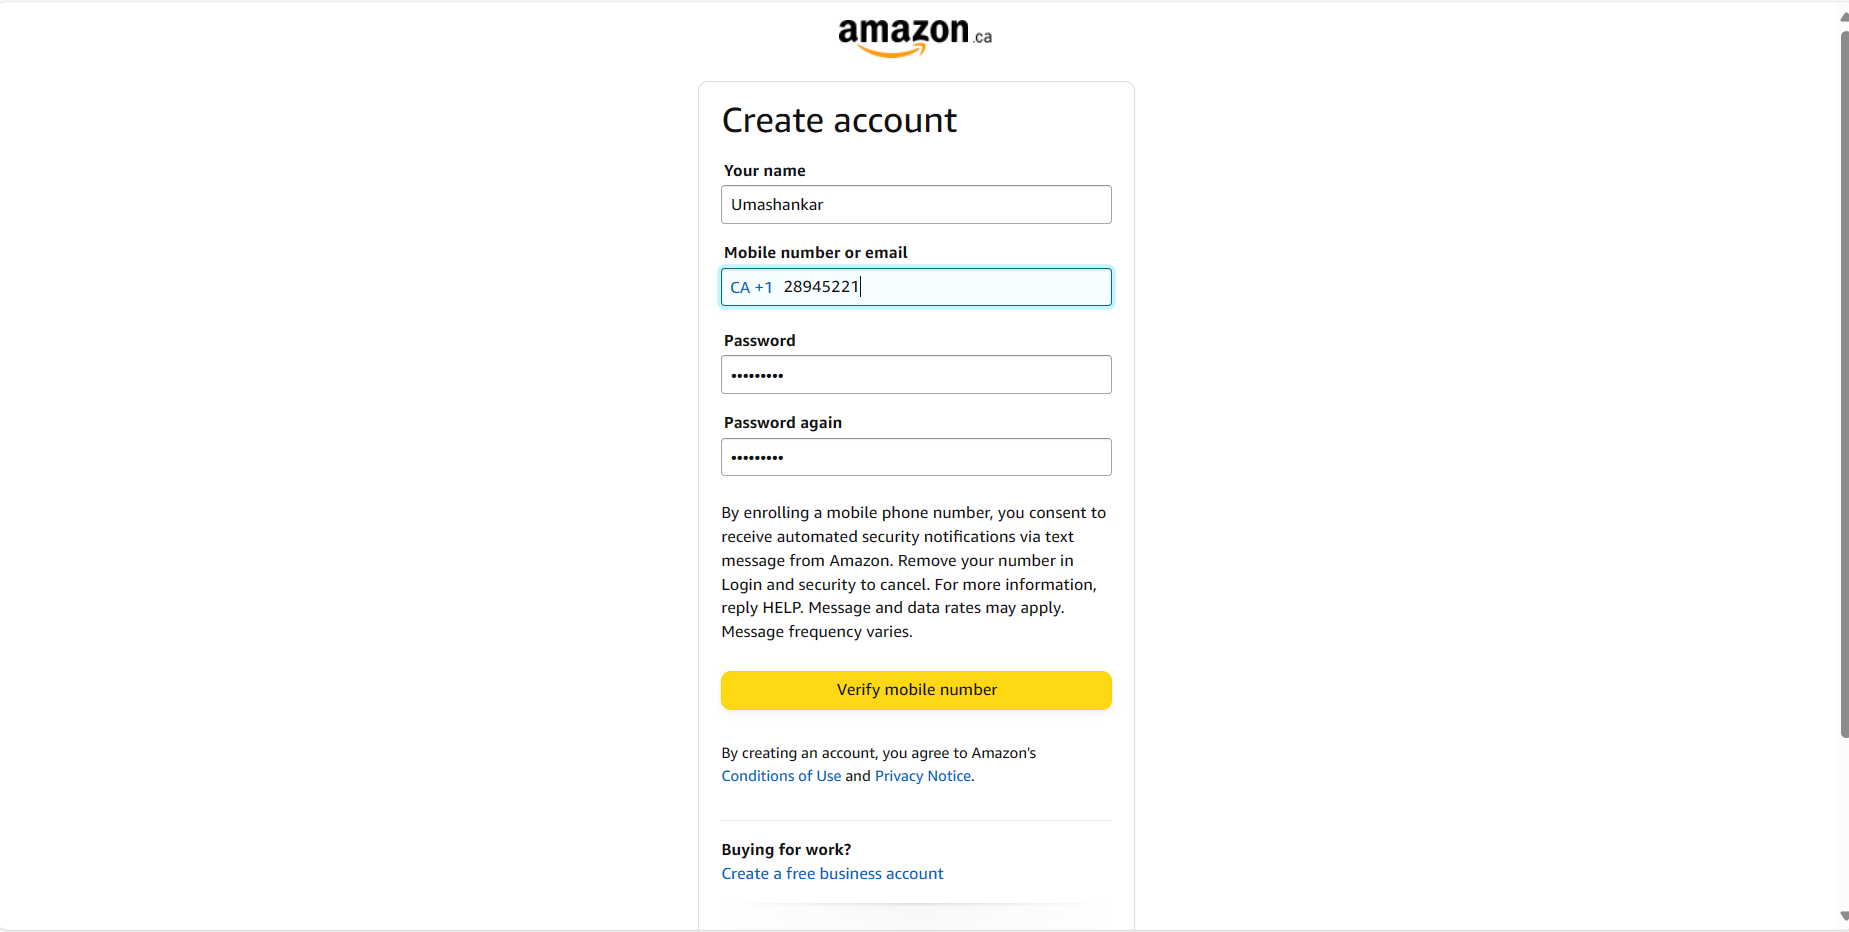 amazon.ca
Create account
Your name
Umashankar
Mobile number or email
CA +1 28945221
Password
•••••••••
Password again
•••••••••
By enrolling a mobile phone number, you consent to
receive automated security notifications via text
message from Amazon. Remove your number in
Login and security to cancel. For more information,
reply HELP. Message and data rates may apply.
Message frequency varies.
Verify mobile number
By creating an account, you agree to Amazon's
Conditions of Use and Privacy Notice.
Buying for work?
Create a free business account